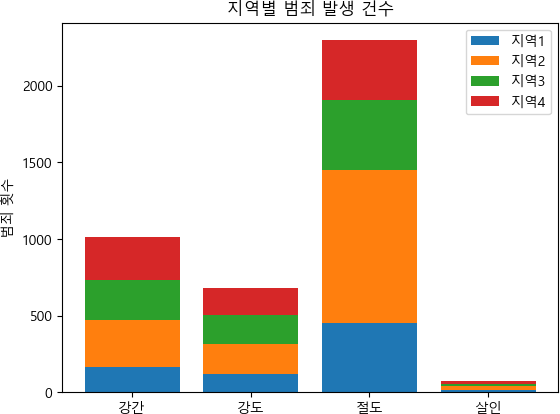 지역별 범죄 발생 건수
지역1
지역2
지역3
지역4
범죄 횟수
2000
1500
1000
500
0
강간 강도 절도 살인